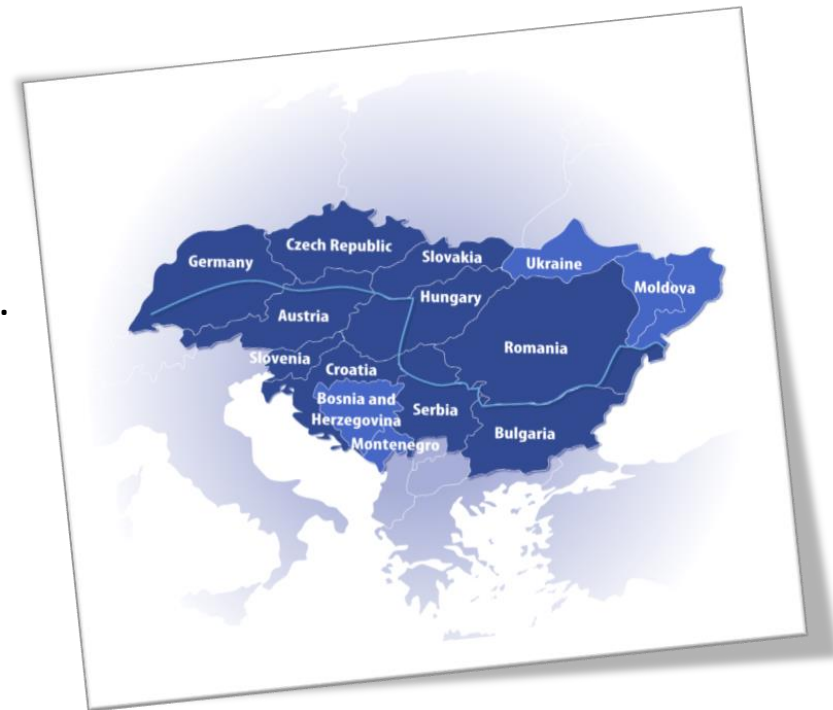 Czech Republic
Slovakia
Germany
Ukraine
Moldova
Hungary
Austria
Romania
Slovenia
Croatia
Bosnia and
Herzegovina
Serbia
Montenegro
Bulgaria
.